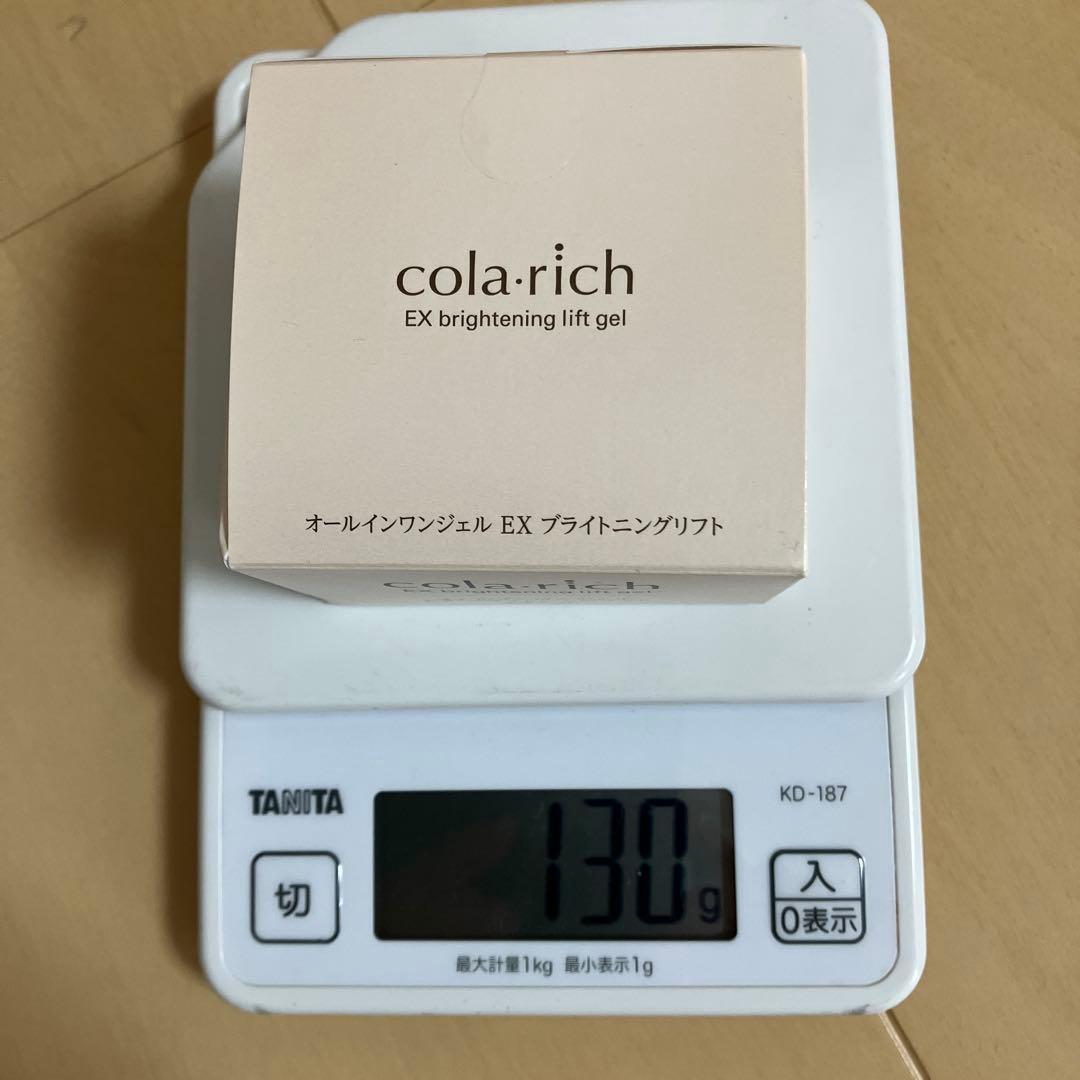 cola·rich
EX brightening lift gel
オールインワンジェル EX ブライトニングリフト
cola·rich
EX brightening lift gel
TANITA
KD-187
130g
切
入
0表示
最大計量1kg 最小表示1g